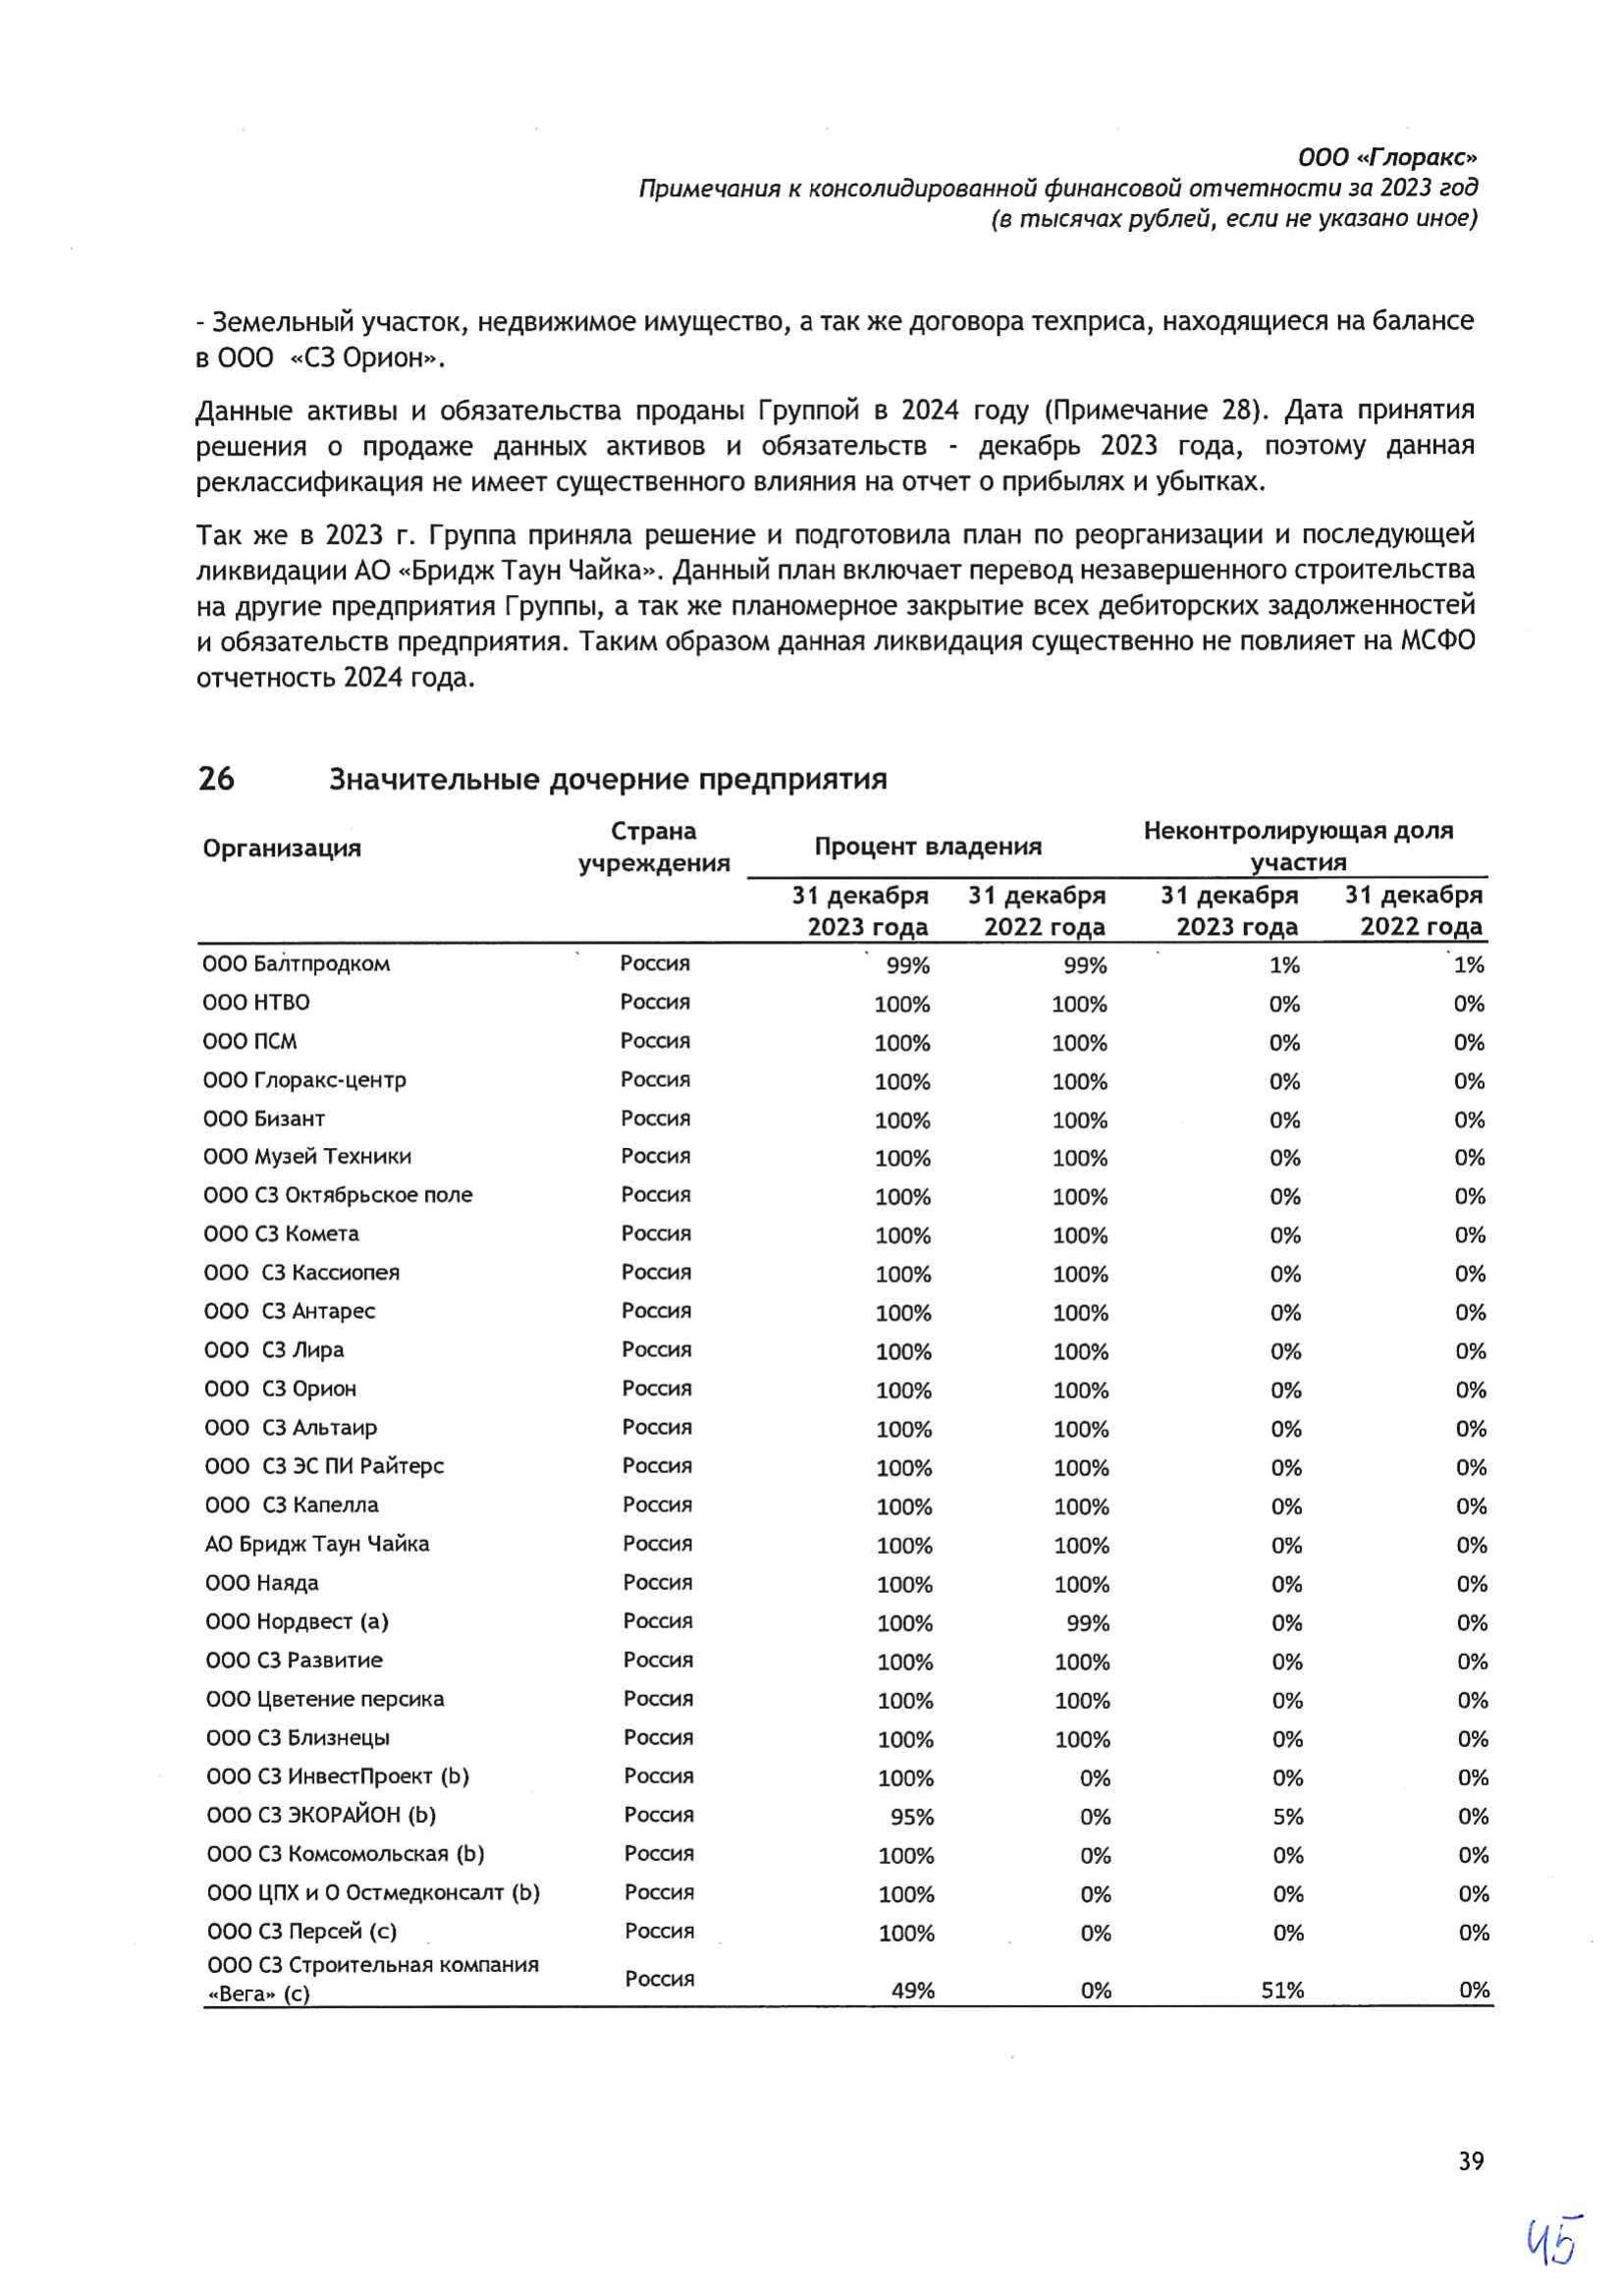 ООО «Глоракс»
Примечания к консолидированной финансовой отчетности за 2023 год
(в тысячах рублей, если не указано иное)
- Земельный участок, недвижимое имущество, а так же договора техприса, находящиеся на балансе
в ООО «СЗ Орион».
Данные активы и обязательства проданы Группой в 2024 году (Примечание 28). Дата принятия
решения о продаже данных активов и обязательств - декабрь 2023 года, поэтому данная
реклассификация не имеет существенного влияния на отчет о прибылях и убытках.
Так же в 2023 г. Группа приняла решение и подготовила план по реорганизации и последующей
ликвидации АО «Бридж Таун Чайка». Данный план включает перевод незавершенного строительства
на другие предприятия Группы, а так же планомерное закрытие всех дебиторских задолженностей
и обязательств предприятия. Таким образом данная ликвидация существенно не повлияет на МСФО
отчетность 2024 года.
26 Значительные дочерние предприятия
Организация Страна учреждения Процент владения Неконтролирующая доля участия
31 декабря 2023 года 31 декабря 2022 года 31 декабря 2023 года 31 декабря 2022 года
ООО Балтпродком Россия 99% 99% 1% 1%
ООО НТВО Россия 100% 100% 0% 0%
ООО ПСМ Россия 100% 100% 0% 0%
ООО Глоракс-центр Россия 100% 100% 0% 0%
ООО Бизант Россия 100% 100% 0% 0%
ООО Музей Техники Россия 100% 100% 0% 0%
ООО СЗ Октябрьское поле Россия 100% 100% 0% 0%
ООО СЗ Комета Россия 100% 100% 0% 0%
ООО СЗ Кассиопея Россия 100% 100% 0% 0%
ООО СЗ Антарес Россия 100% 100% 0% 0%
ООО СЗ Лира Россия 100% 100% 0% 0%
ООО СЗ Орион Россия 100% 100% 0% 0%
ООО СЗ Альтаир Россия 100% 100% 0% 0%
ООО СЗ ЭС ПИ Райтерс Россия 100% 100% 0% 0%
ООО СЗ Капелла Россия 100% 100% 0% 0%
АО Бридж Таун Чайка Россия 100% 100% 0% 0%
ООО Наяда Россия 100% 100% 0% 0%
ООО Нордвест (a) Россия 100% 99% 0% 0%
ООО СЗ Развитие Россия 100% 100% 0% 0%
ООО Цветение персика Россия 100% 100% 0% 0%
ООО СЗ Близнецы Россия 100% 100% 0% 0%
ООО СЗ ИнвестПроект (b) Россия 100% 0% 0% 0%
ООО СЗ ЭКОРАЙОН (b) Россия 95% 0% 5% 0%
ООО СЗ Комсомольская (b) Россия 100% 0% 0% 0%
ООО ЦПХ и О Остмедконсалт (b) Россия 100% 0% 0% 0%
ООО СЗ Персей (c) Россия 100% 0% 0% 0%
ООО СЗ Строительная компания
«Вега» (c) Россия 49% 0% 51% 0%
39
45